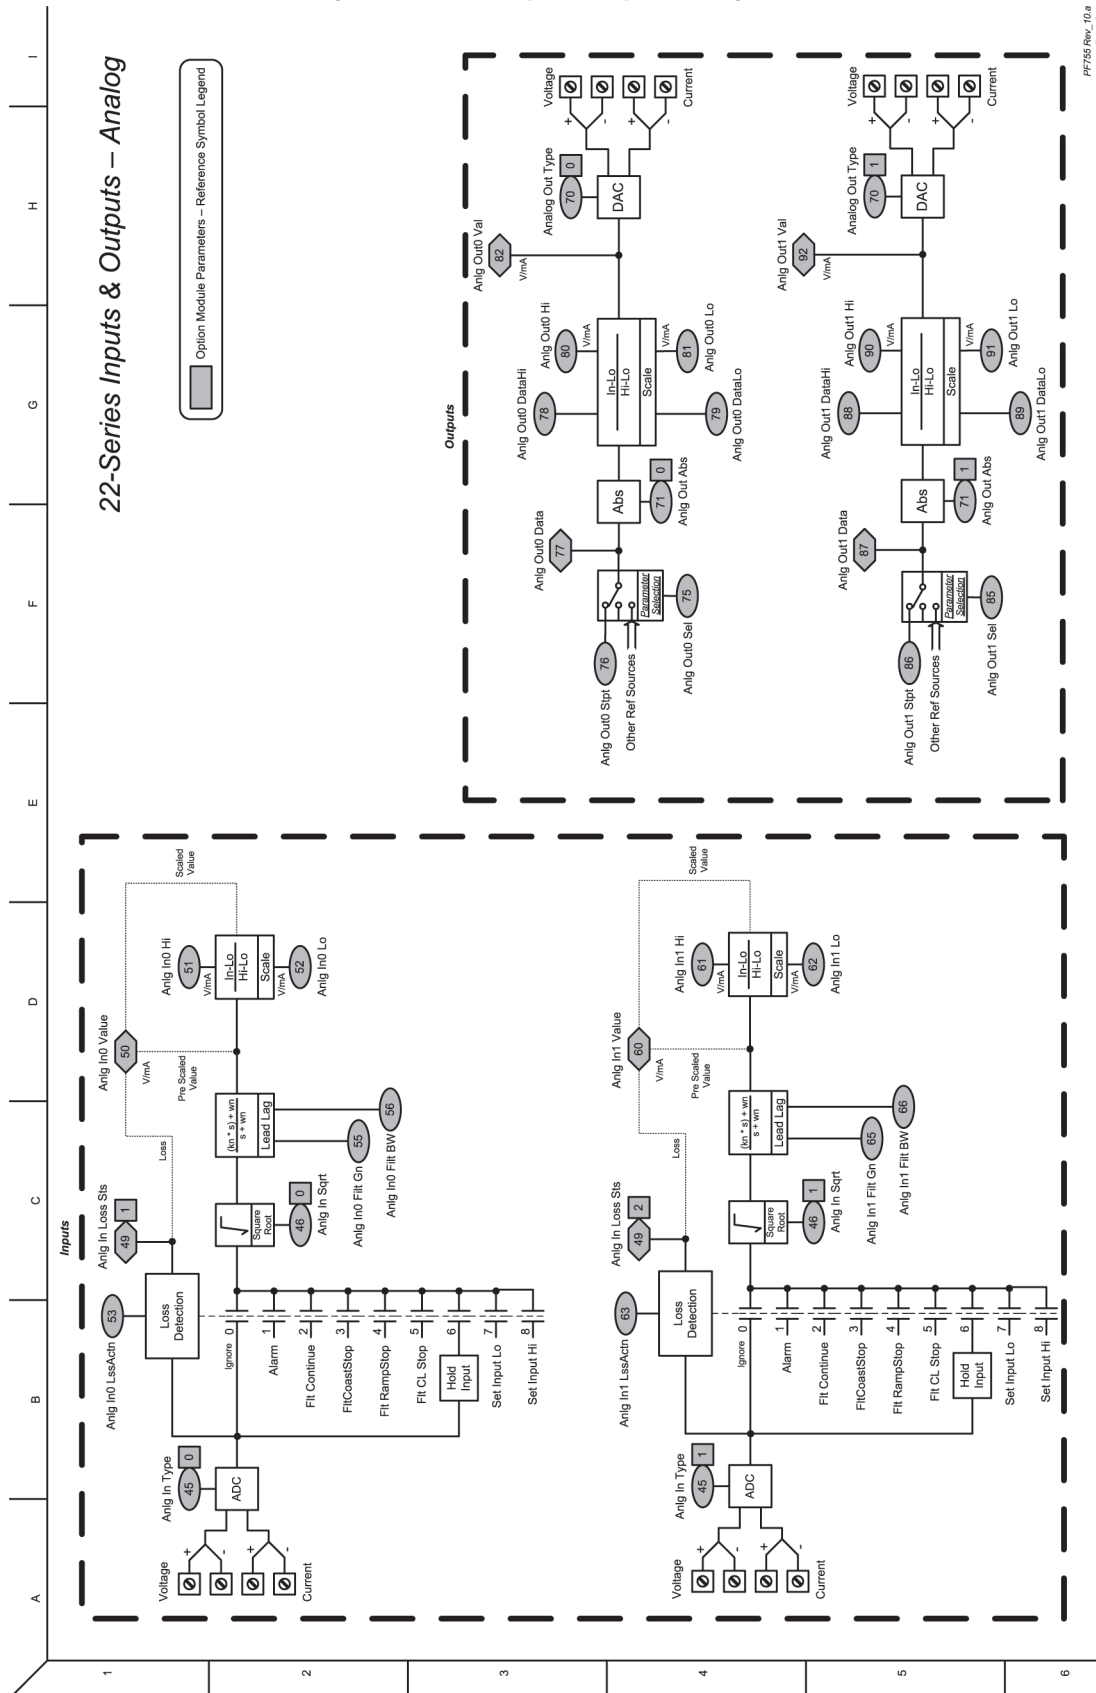 22-Series Inputs & Outputs – Analog
Option Module Parameters – Reference Symbol Legend
A
B
C
D
E
F
G
H
I
1
2
3
4
5
6
Inputs
Voltage
+
-
+
-
Current
Anlg In Type
45
0
ADC
Anlg In0 LssActn
53
Loss
Detection
Anlg In Loss Sts
49
1
Loss
Ignore
0
1
Alarm
2
Flt Continue
3
FltCoastStop
4
Flt RampStop
5
Flt CL Stop
6
Hold
Input
7
Set Input Lo
8
Set Input Hi
Square
Root
46
0
Anlg In Sqrt
(kn * s) + wn
s + wn
Lead Lag
55
Anlg In0 Filt Gn
56
Anlg In0 Filt BW
Anlg In0 Value
50
V/mA
Pre Scaled
Value
Scaled
Value
Anlg In0 Hi
51
V/mA
In-Lo
Hi-Lo
Scale
V/mA
52
Anlg In0 Lo
Voltage
+
-
+
-
Current
Anlg In Type
45
1
ADC
Anlg In1 LssActn
63
Loss
Detection
Anlg In Loss Sts
49
2
Loss
Ignore
0
1
Alarm
2
Flt Continue
3
FltCoastStop
4
Flt RampStop
5
Flt CL Stop
6
Hold
Input
7
Set Input Lo
8
Set Input Hi
Square
Root
46
1
Anlg In Sqrt
(kn * s) + wn
s + wn
Lead Lag
65
Anlg In1 Filt Gn
66
Anlg In1 Filt BW
Anlg In1 Value
60
V/mA
Pre Scaled
Value
Scaled
Value
Anlg In1 Hi
61
V/mA
In-Lo
Hi-Lo
Scale
V/mA
62
Anlg In1 Lo
Outputs
Anlg Out0 Stpt
76
Other Ref Sources
Parameter
Selection
75
Anlg Out0 Sel
Anlg Out0 Data
77
Abs
71
0
Anlg Out Abs
Anlg Out0 DataHi
78
Anlg Out0 Hi
80
V/mA
In-Lo
Hi-Lo
Scale
V/mA
79
Anlg Out0 DataLo
81
Anlg Out0 Lo
Anlg Out0 Val
82
V/mA
Analog Out Type
70
0
DAC
Voltage
+
-
+
-
Current
Anlg Out1 Stpt
86
Other Ref Sources
Parameter
Selection
85
Anlg Out1 Sel
Anlg Out1 Data
87
Abs
71
1
Anlg Out Abs
Anlg Out1 DataHi
88
Anlg Out1 Hi
90
V/mA
In-Lo
Hi-Lo
Scale
V/mA
89
Anlg Out1 DataLo
91
Anlg Out1 Lo
Anlg Out1 Val
92
V/mA
Analog Out Type
70
1
DAC
Voltage
+
-
+
-
Current
PF755 Rev_10.a